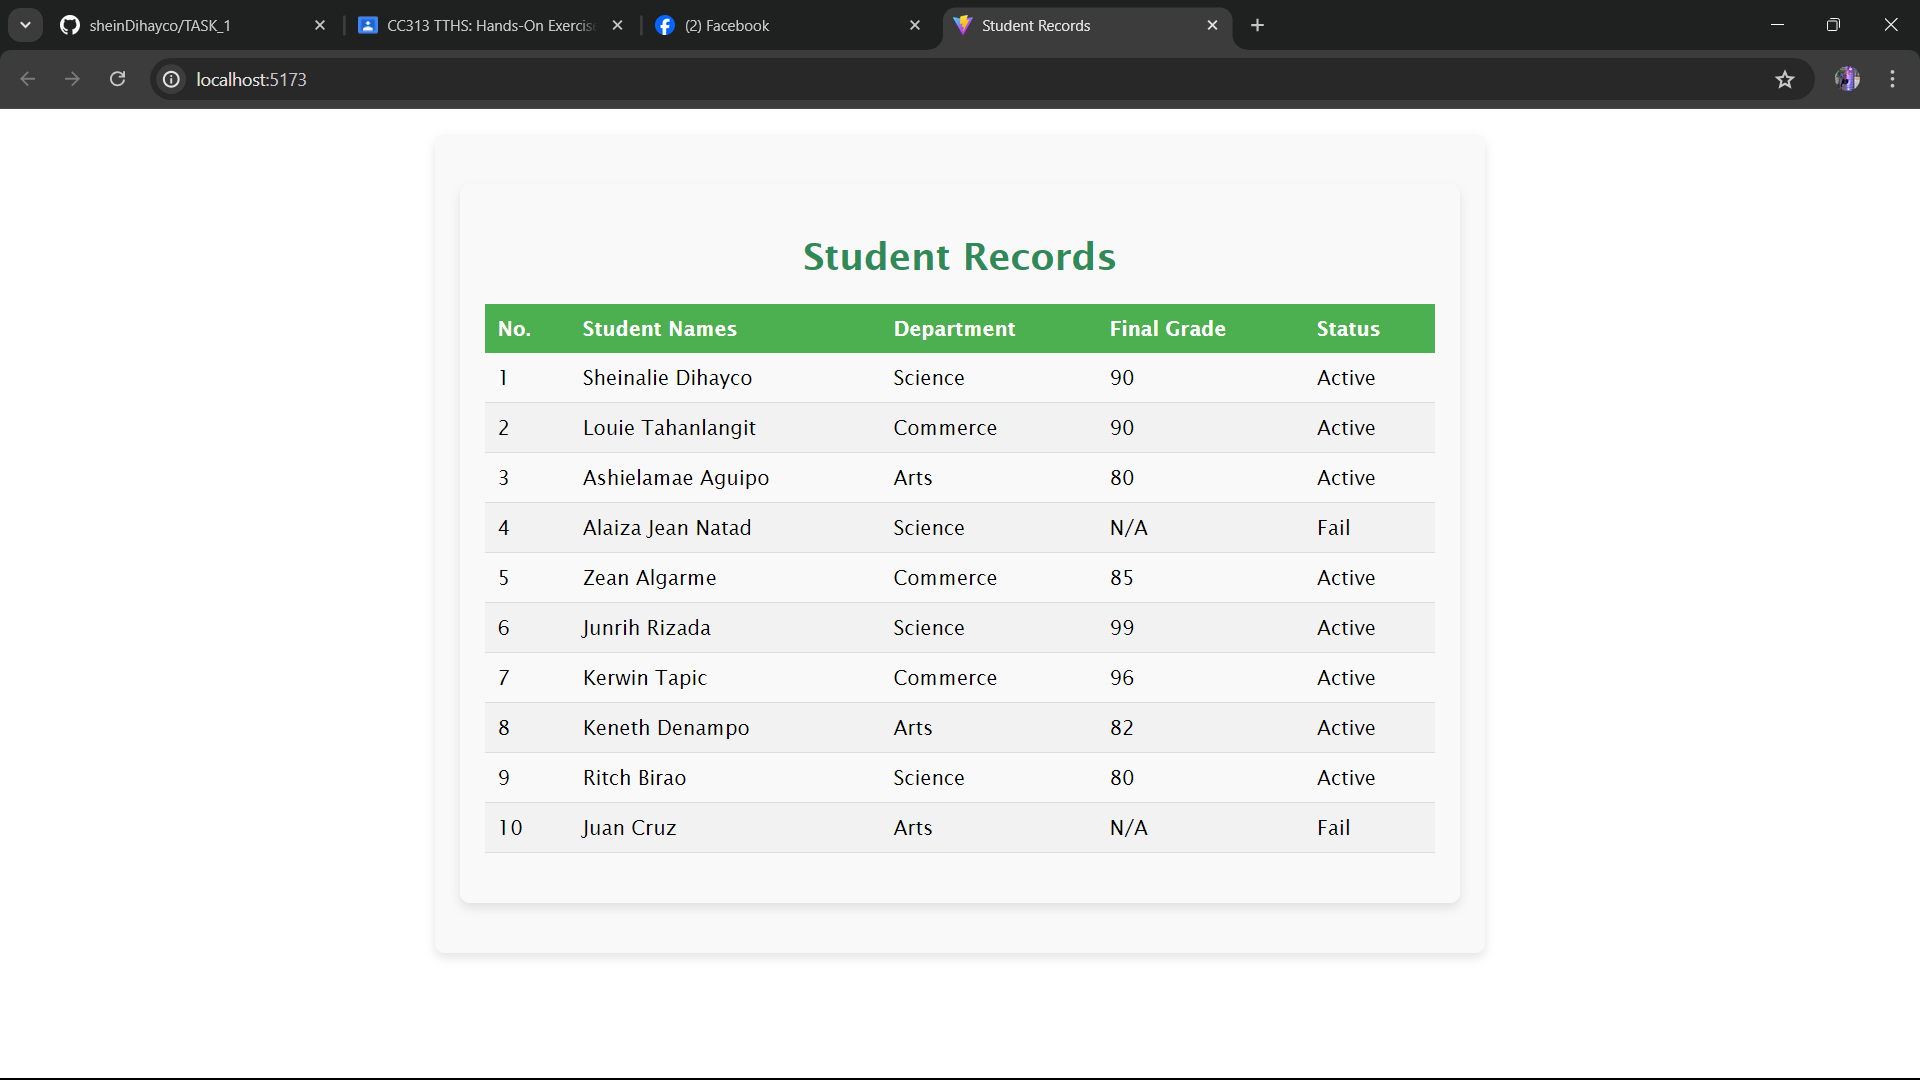 sheinDihayco/TASK_1
CC313 TTHS: Hands-On Exercise
(2) Facebook
Student Records
localhost:5173
Student Records
No. Student Names Department Final Grade Status
1 Sheinalie Dihayco Science 90 Active
2 Louie Tahanlangit Commerce 90 Active
3 Ashielamae Aguipo Arts 80 Active
4 Alaiza Jean Natad Science N/A Fail
5 Zean Algarme Commerce 85 Active
6 Junrih Rizada Science 99 Active
7 Kerwin Tapic Commerce 96 Active
8 Keneth Denampo Arts 82 Active
9 Ritch Birao Science 80 Active
10 Juan Cruz Arts N/A Fail